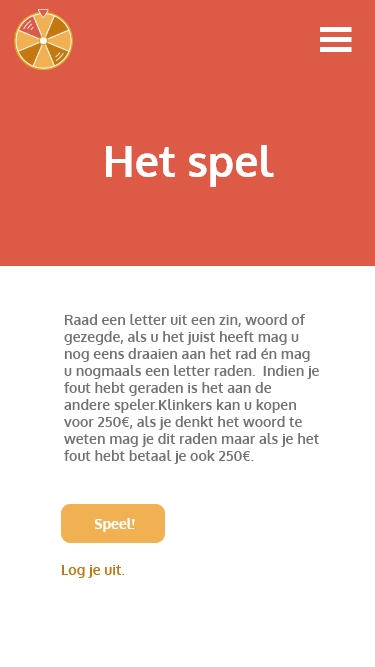 Het spel
Raad een letter uit een zin, woord of
gezegde, als u het juist heeft mag u
nog eens draaien aan het rad én mag
u nogmaals een letter raden.  Indien je
fout hebt geraden is het aan de
andere speler.Klinkers kan u kopen
voor 250€, als je denkt het woord te
weten mag je dit raden maar als je het
fout hebt betaal je ook 250€.
Speel!
Log je uit.